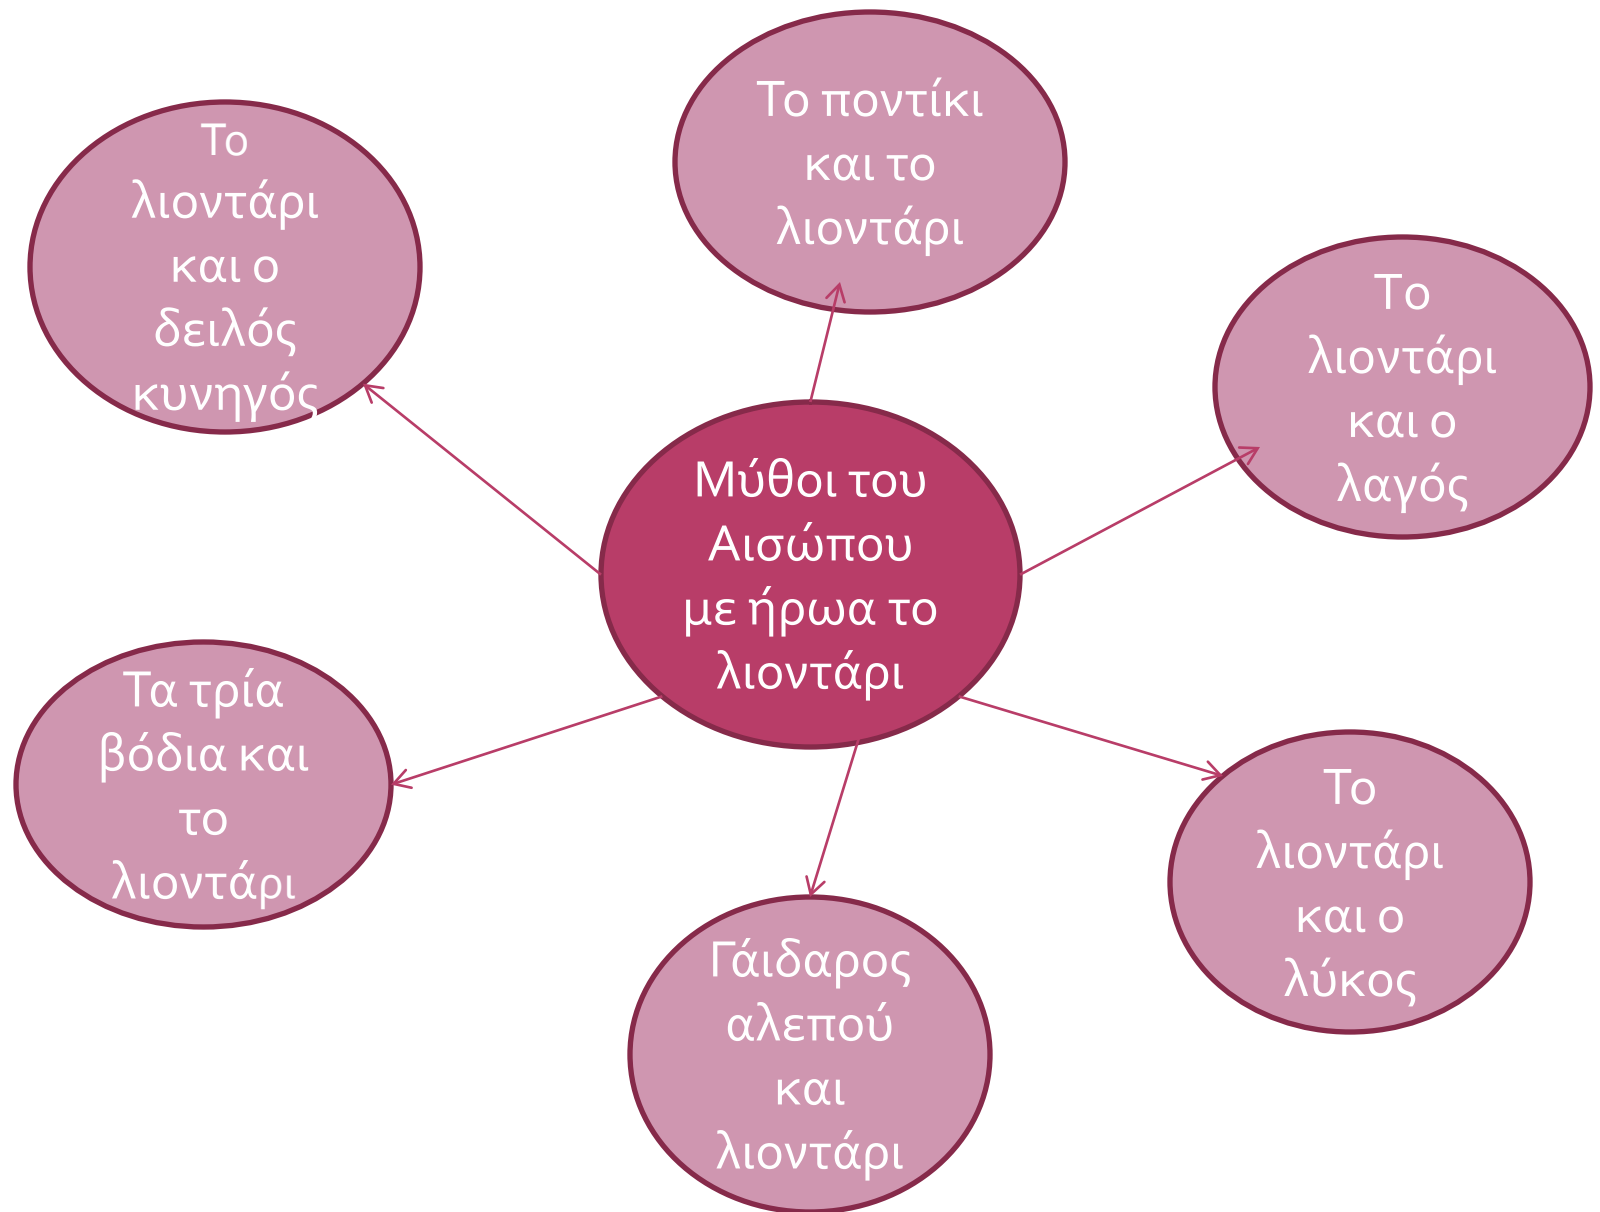 Το ποντίκι
και το
λιοντάρι
Το
λιοντάρι
και ο
δειλός
κυνηγός
Το
λιοντάρι
και ο
λαγός
Μύθοι του
Αισώπου
με ήρωα το
λιοντάρι
Τα τρία
βόδια και
το
λιοντάρι
Το
λιοντάρι
και ο
λύκος
Γάιδαρος
αλεπού
και
λιοντάρι